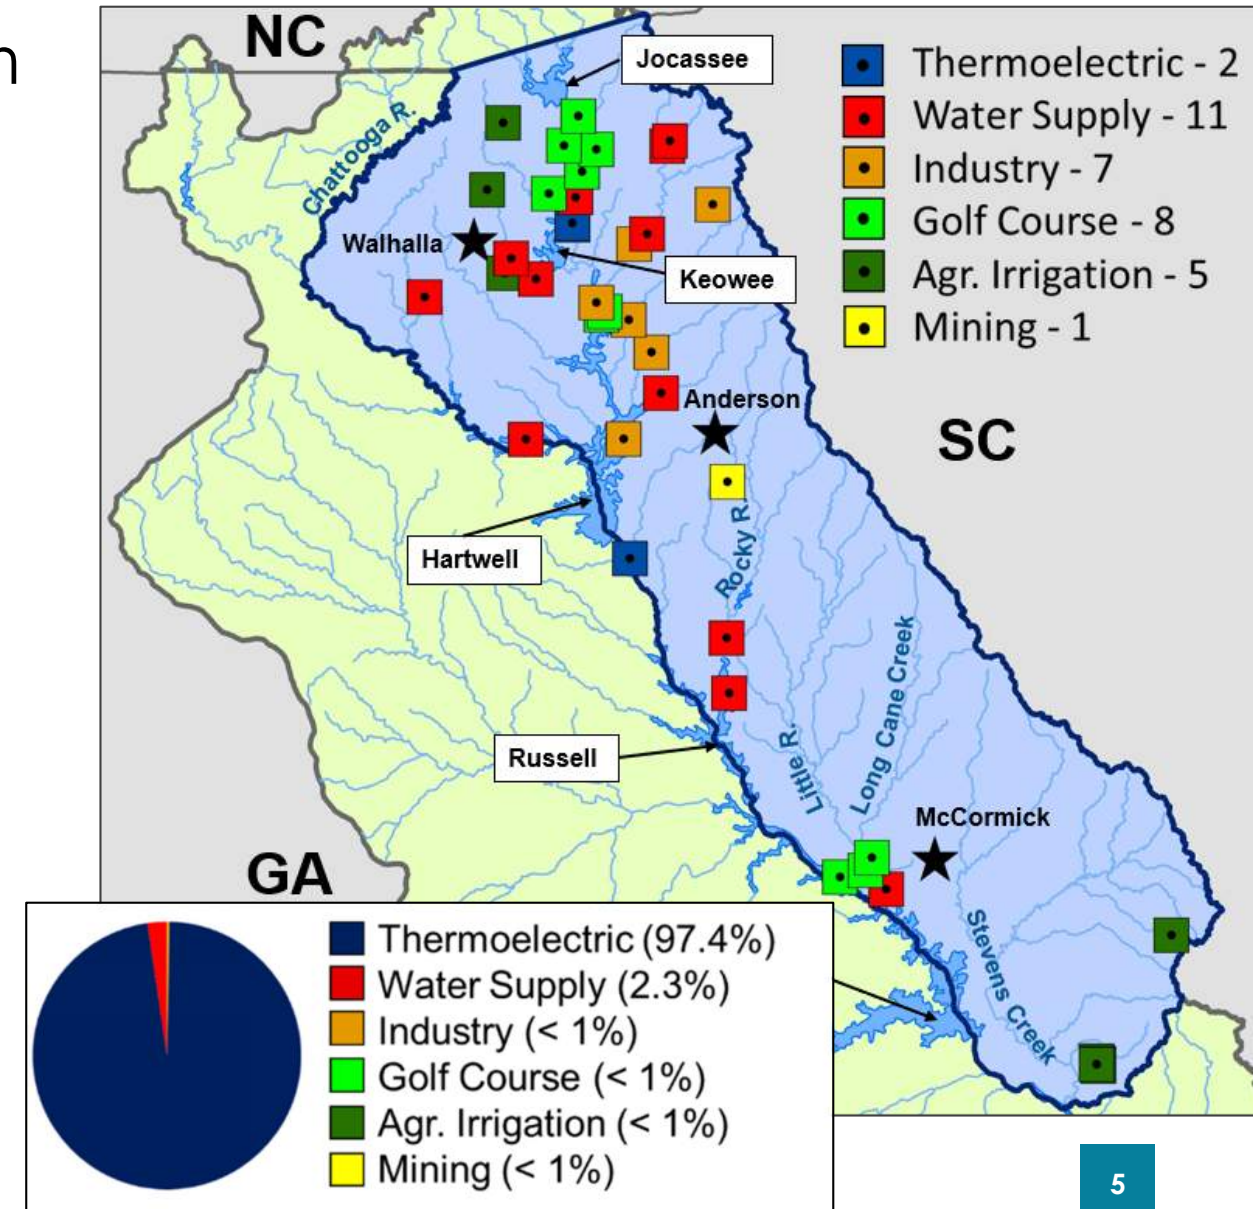 n
NC
Jocassee
Thermoelectric - 2
Water Supply - 11
Industry - 7
Golf Course - 8
Agr. Irrigation - 5
Mining - 1
Chattooga R.
Walhalla
Keowee
Anderson
SC
Rocky R.
Hartwell
Long Cane Creek
Little R.
Russell
McCormick
GA
Stevens Creek
Thermoelectric (97.4%)
Water Supply (2.3%)
Industry (< 1%)
Golf Course (< 1%)
Agr. Irrigation (< 1%)
Mining (< 1%)
5